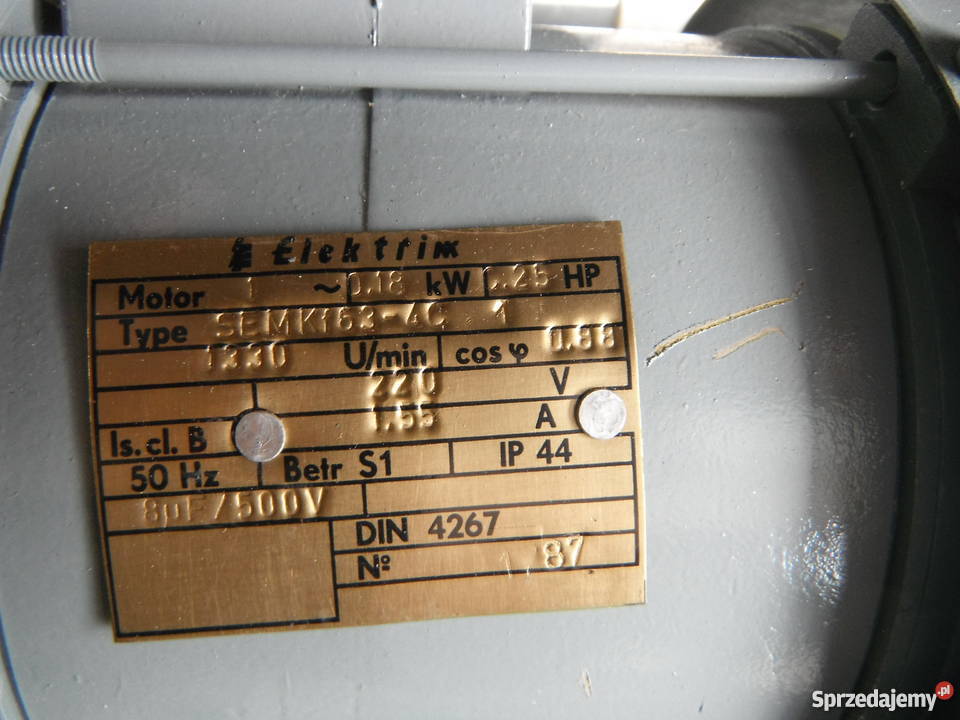 Elektrim
Motor 1 ~ 0.18 kW 0.25 HP
Type SEMKf63-4C 1
1330 U/min cos φ 0.88
220 V
1.55 A
Is. cl. B
50 Hz Betr S1 IP 44
8µF/500V
DIN 4267
Nº 1/87
Sprzedajemy.pl